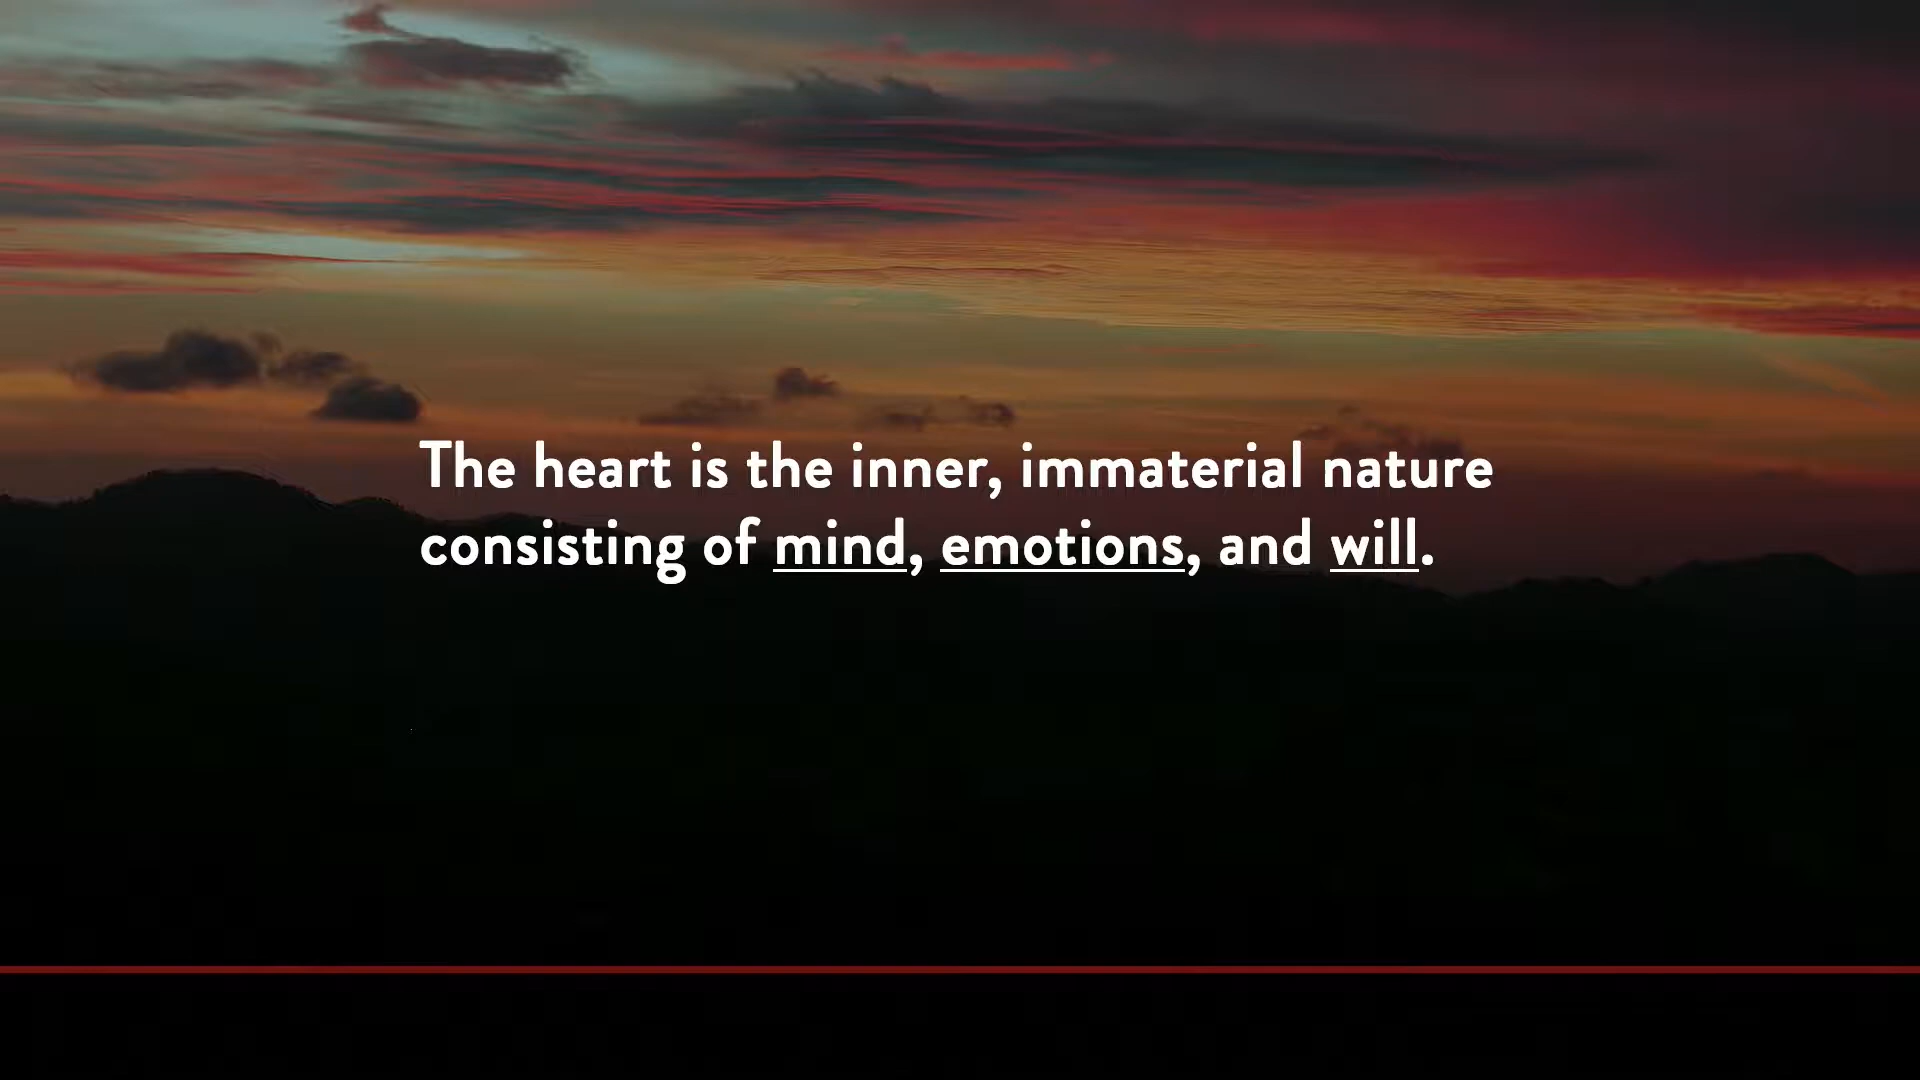 The heart is the inner, immaterial nature
consisting of mind, emotions, and will.